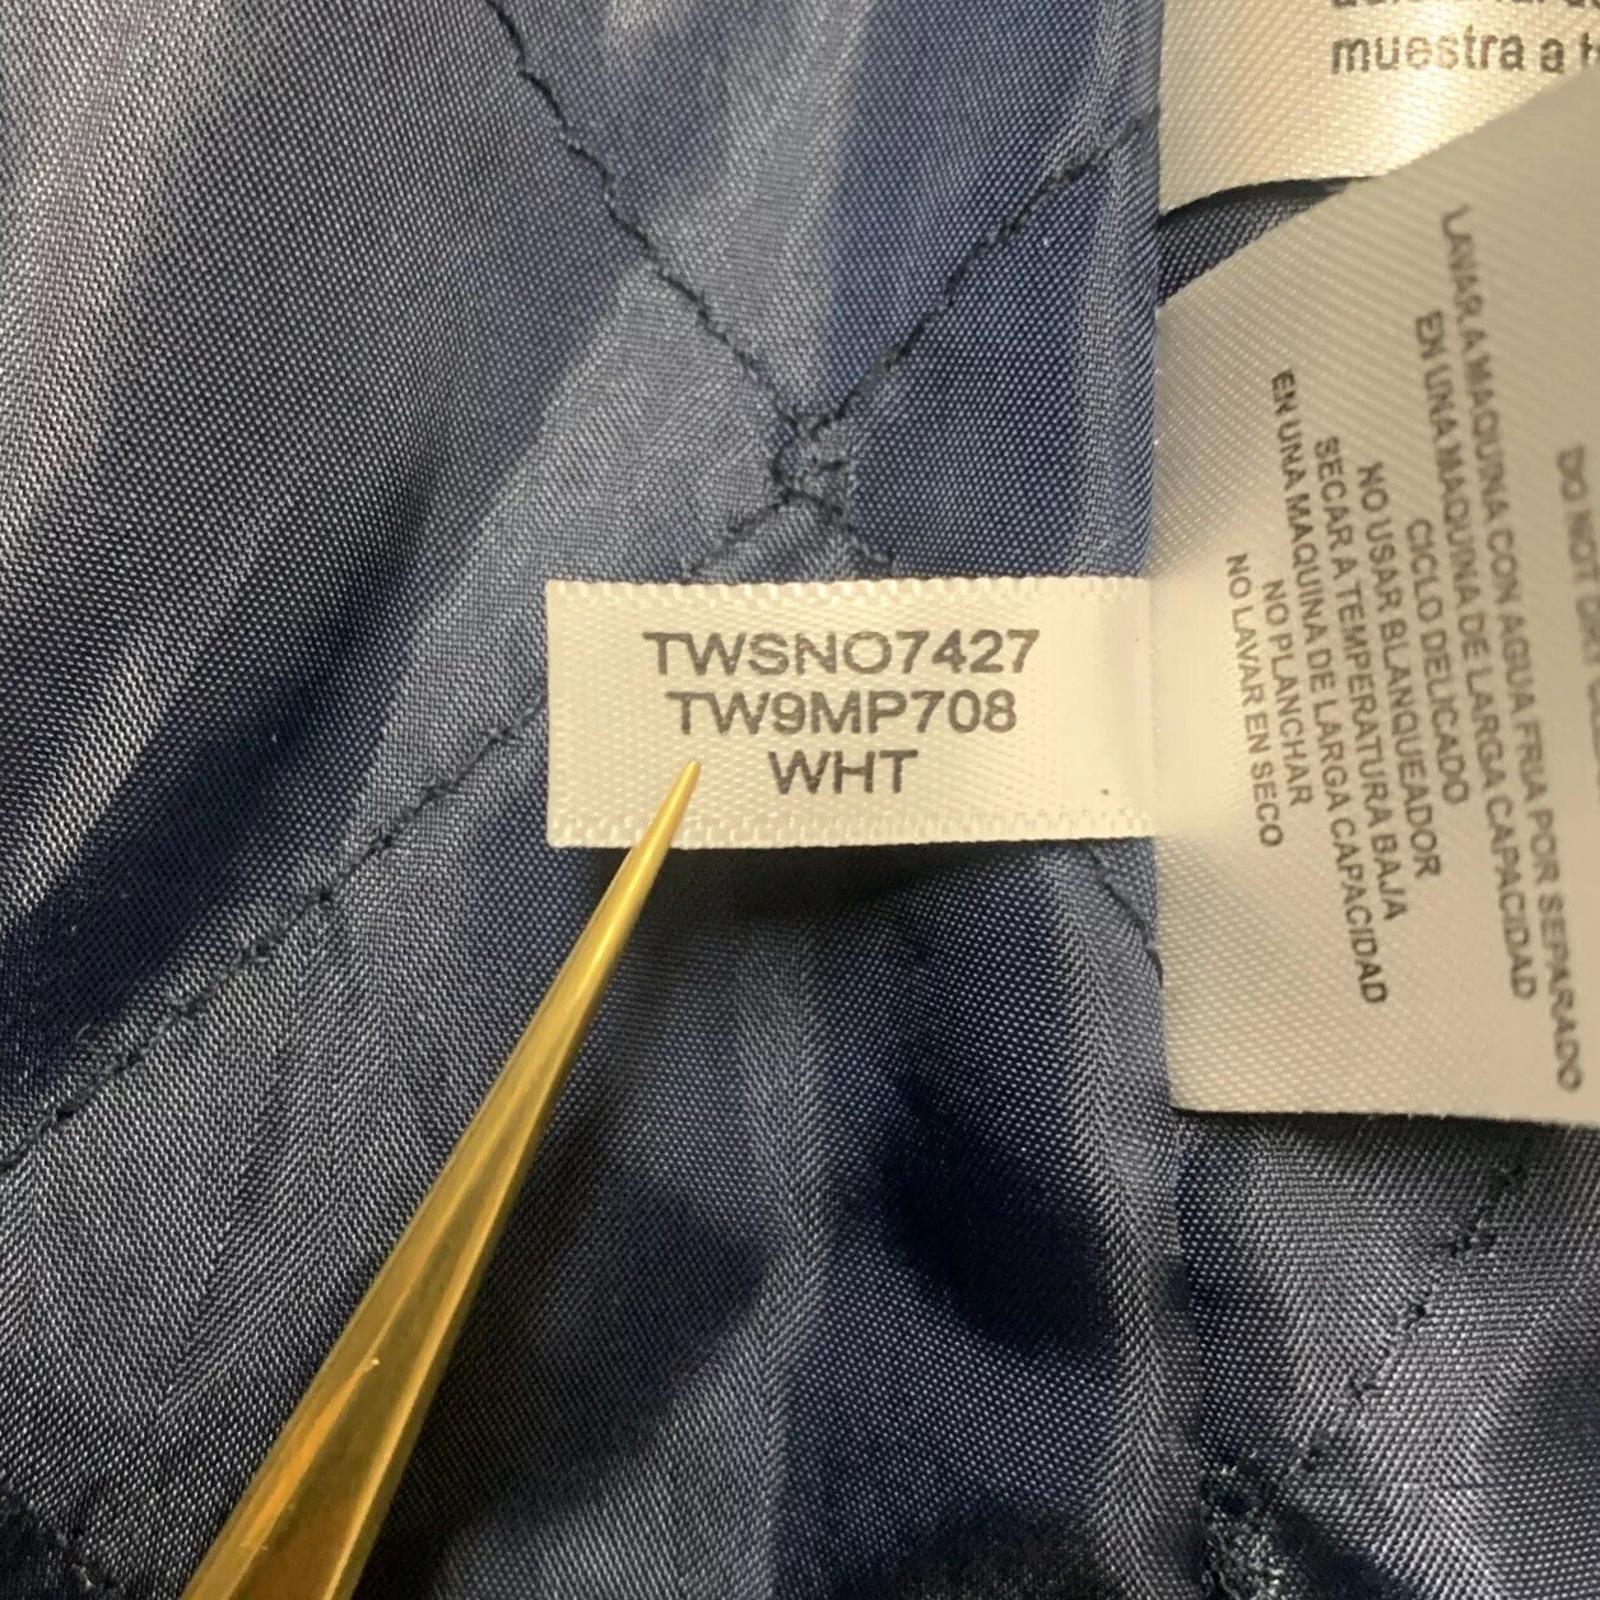 muestra a
TWSNO7427
TW9MP708
WHT
DO NOT DRY
LAVAR A MAQUINA CON AGUA FRIA POR SEPARADO
EN UNA MAQUINA DE LARGA CAPACIDAD
CICLO DELICADO
NO USAR BLANQUEADOR
SECAR A TEMPERATURA BAJA
EN UNA MAQUINA DE LARGA CAPACIDAD
NO PLANCHAR
NO LAVAR EN SECO